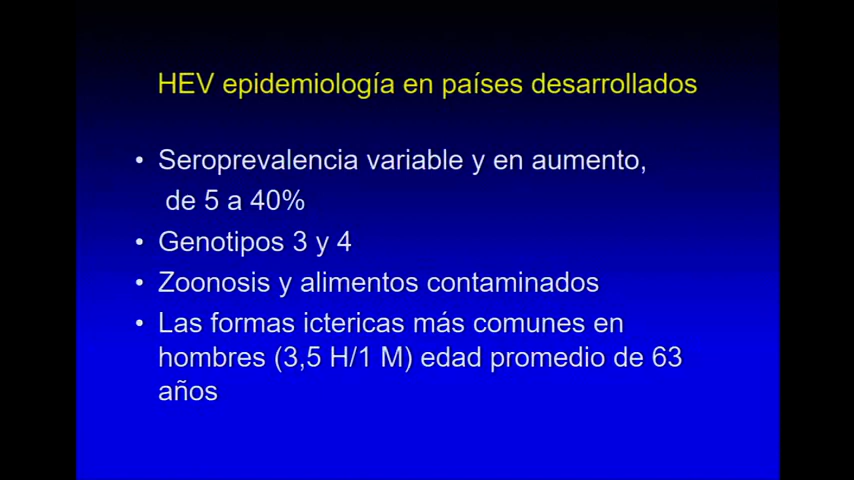 HEV epidemiología en países desarrollados
• Seroprevalencia variable y en aumento,
de 5 a 40%
• Genotipos 3 y 4
• Zoonosis y alimentos contaminados
• Las formas ictericas más comunes en
hombres (3,5 H/1 M) edad promedio de 63
años